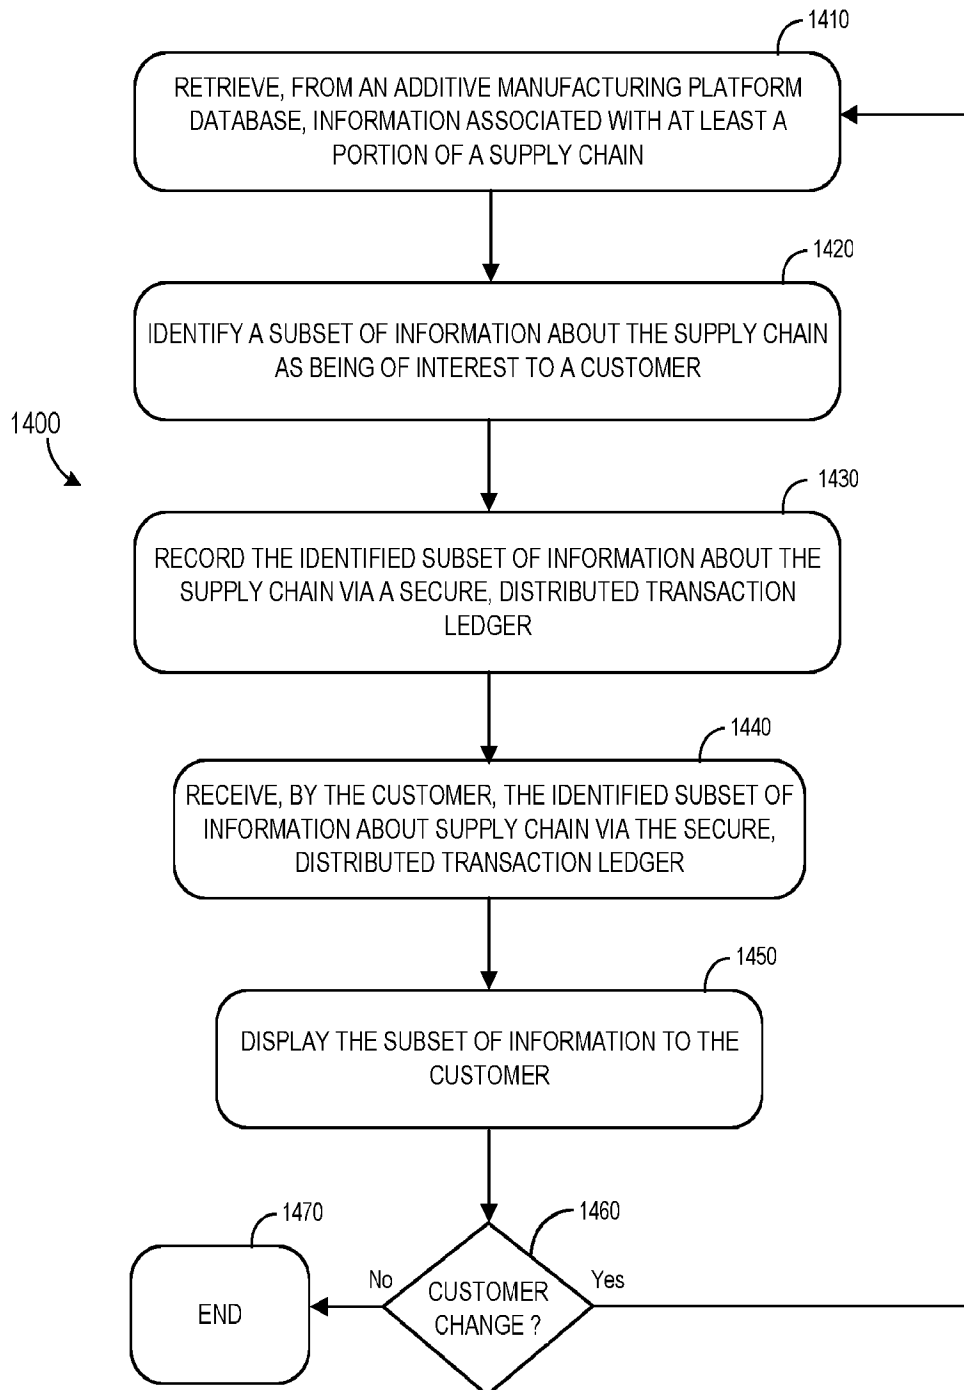 1410
RETRIEVE, FROM AN ADDITIVE MANUFACTURING PLATFORM
DATABASE, INFORMATION ASSOCIATED WITH AT LEAST A
PORTION OF A SUPPLY CHAIN
1420
IDENTIFY A SUBSET OF INFORMATION ABOUT THE SUPPLY CHAIN
AS BEING OF INTEREST TO A CUSTOMER
1400
1430
RECORD THE IDENTIFIED SUBSET OF INFORMATION ABOUT THE
SUPPLY CHAIN VIA A SECURE, DISTRIBUTED TRANSACTION
LEDGER
1440
RECEIVE, BY THE CUSTOMER, THE IDENTIFIED SUBSET OF
INFORMATION ABOUT SUPPLY CHAIN VIA THE SECURE,
DISTRIBUTED TRANSACTION LEDGER
1450
DISPLAY THE SUBSET OF INFORMATION TO THE
CUSTOMER
1470
1460
No
Yes
CUSTOMER
CHANGE ?
END